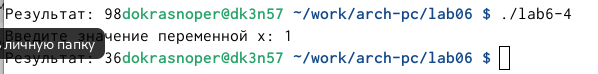 Результат: 98dokrasnoper@dk3n57 ~/work/arch-pc/lab06 $ ./lab6-4
Введите значение переменной x: 1
личную папку
Результат: 36dokrasnoper@dk3n57 ~/work/arch-pc/lab06 $